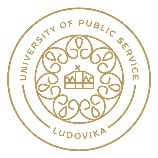 UNIVERSITY OF PUBLIC SERVICE
LUDOVIKA